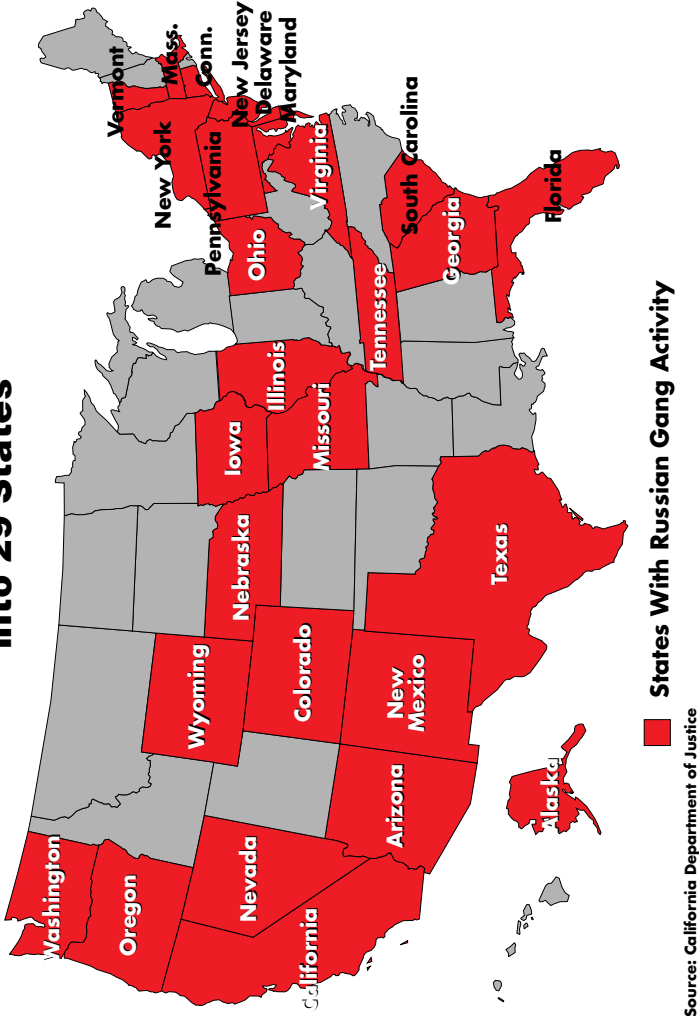 into 29 States
Washington
Oregon
California
Nevada
Arizona
Alaska
Wyoming
Colorado
New
Mexico
Nebraska
Texas
Iowa
Missouri
Illinois
Tennessee
Ohio
Georgia
Florida
South Carolina
Virginia
Pennsylvania
New York
Vermont
Mass.
Conn.
New Jersey
Delaware
Maryland
States With Russian Gang Activity
Source: California Department of Justice